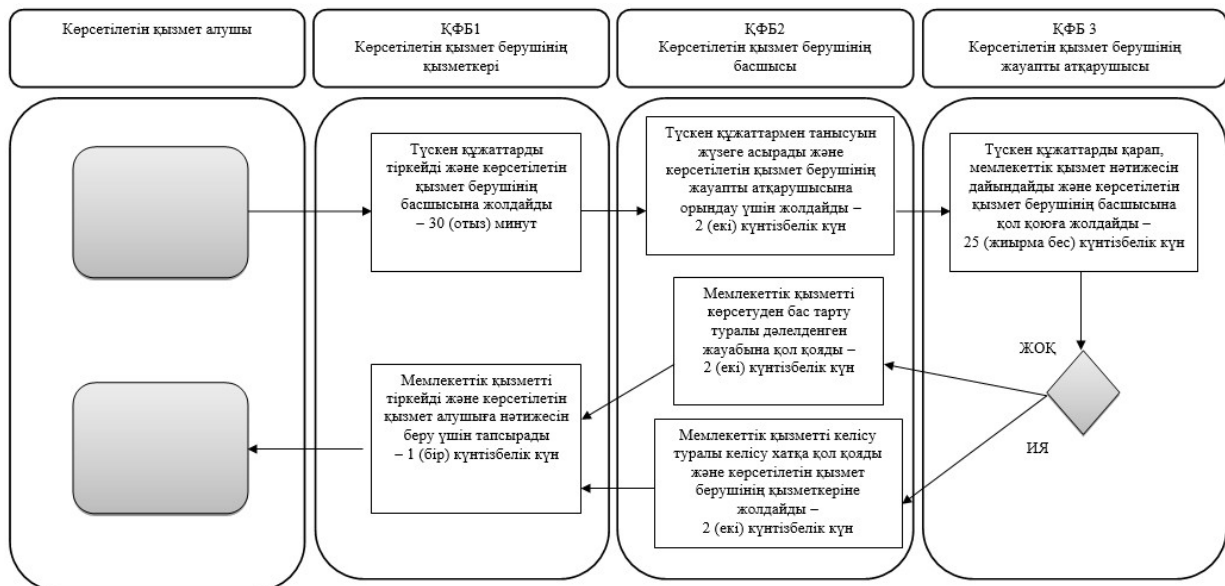 Көрсетілетін қызмет алушы
ҚФБ1
Көрсетілетін қызмет берушінің
қызметкері
ҚФБ2
Көрсетілетін қызмет берушінің
басшысы
ҚФБ 3
Көрсетілетін қызмет берушінің
жауапты атқарушысы
Түскен құжаттарды
тіркейді және көрсетілетін
қызмет берушінің
басшысына жолдайды
– 30 (отыз) минут
Түскен құжаттармен танысуын
жүзеге асырады және
көрсетілетін қызмет берушінің
жауапты атқарушысына
орындау үшін жолдайды –
2 (екі) күнтізбелік күн
Түскен құжаттарды қарап,
мемлекеттік қызмет нәтижесін
дайындайды және көрсетілетін
қызмет берушінің басшысына
қол қоюға жолдайды –
25 (жиырма бес) күнтізбелік күн
Мемлекеттік қызметті
көрсетуден бас тарту
туралы дәлелденген
жауабына қол қояды –
2 (екі) күнтізбелік күн
ЖОҚ
Мемлекеттік қызметті
тіркейді және көрсетілетін
қызмет алушыға нәтижесін
беру үшін тапсырады
– 1 (бір) күнтізбелік күн
Мемлекеттік қызметті келісу
туралы келісу хатқа қол қояды
және көрсетілетін қызмет
берушінің қызметкеріне
жолдайды –
2 (екі) күнтізбелік күн
ИЯ